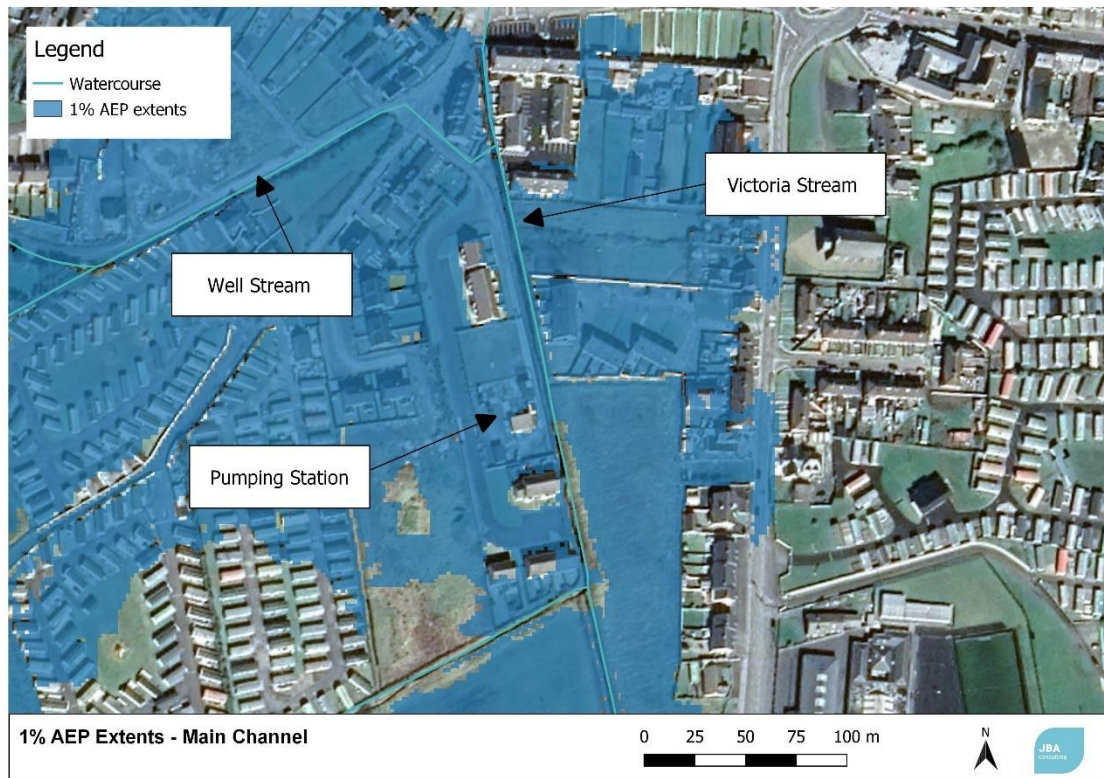 Legend
Watercourse
1% AEP extents
Victoria Stream
Well Stream
Pumping Station
1% AEP Extents - Main Channel
0 25 50 75 100 m
N
JBA
consulting